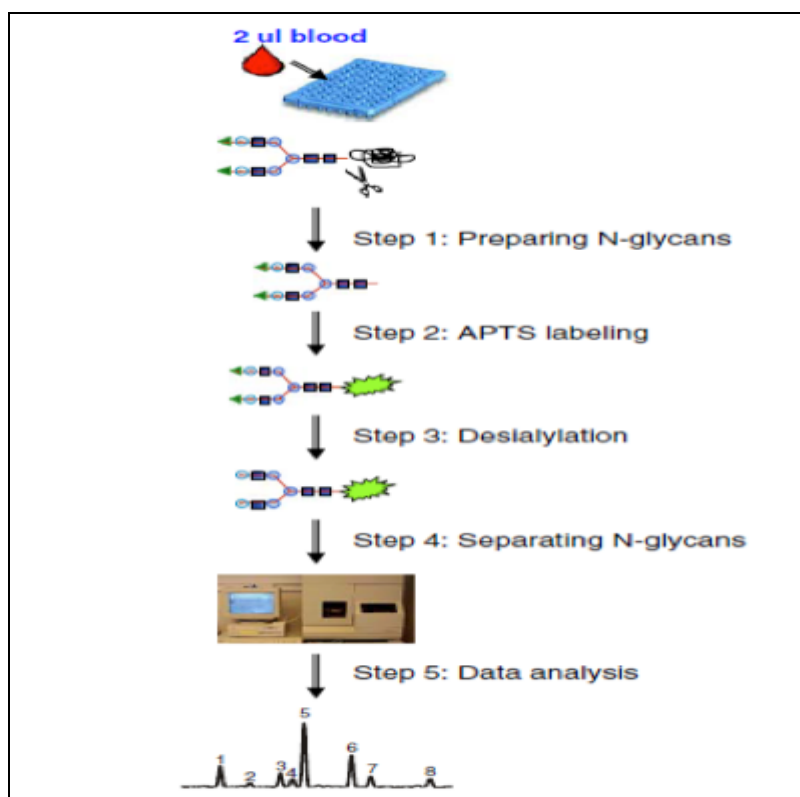 2 ul blood
Step 1: Preparing N-glycans
Step 2: APTS labeling
Step 3: Desialylation
Step 4: Separating N-glycans
Step 5: Data analysis
1 2 3 4 5 6 7 8